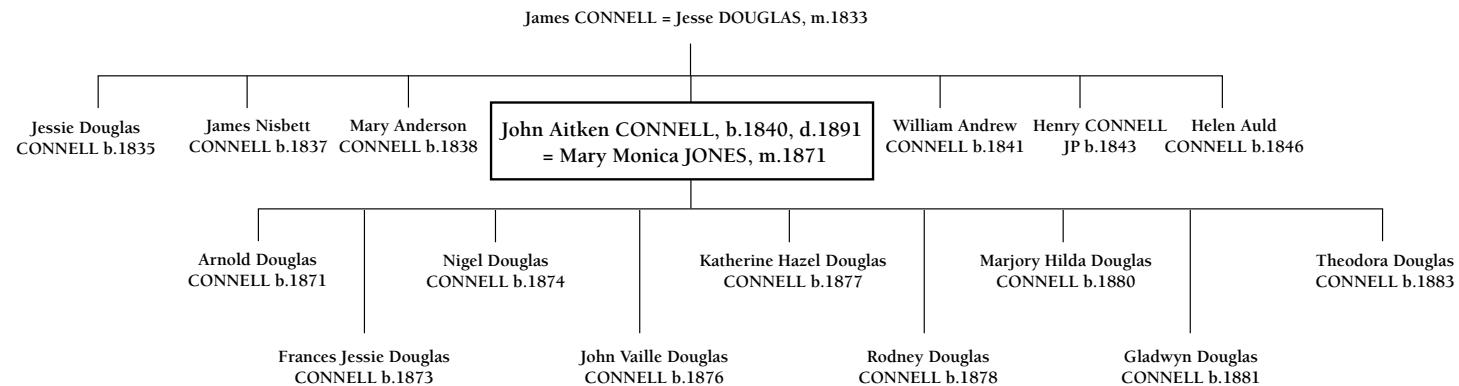 James CONNELL = Jesse DOUGLAS, m.1833
Jessie Douglas
CONNELL b.1835
James Nisbett
CONNELL b.1837
Mary Anderson
CONNELL b.1838
John Aitken CONNELL, b.1840, d.1891
= Mary Monica JONES, m.1871
William Andrew
CONNELL b.1841
Henry CONNELL
JP b.1843
Helen Auld
CONNELL b.1846
Arnold Douglas
CONNELL b.1871
Nigel Douglas
CONNELL b.1874
Katherine Hazel Douglas
CONNELL b.1877
Marjory Hilda Douglas
CONNELL b.1880
Theodora Douglas
CONNELL b.1883
Frances Jessie Douglas
CONNELL b.1873
John Vaille Douglas
CONNELL b.1876
Rodney Douglas
CONNELL b.1878
Gladwyn Douglas
CONNELL b.1881